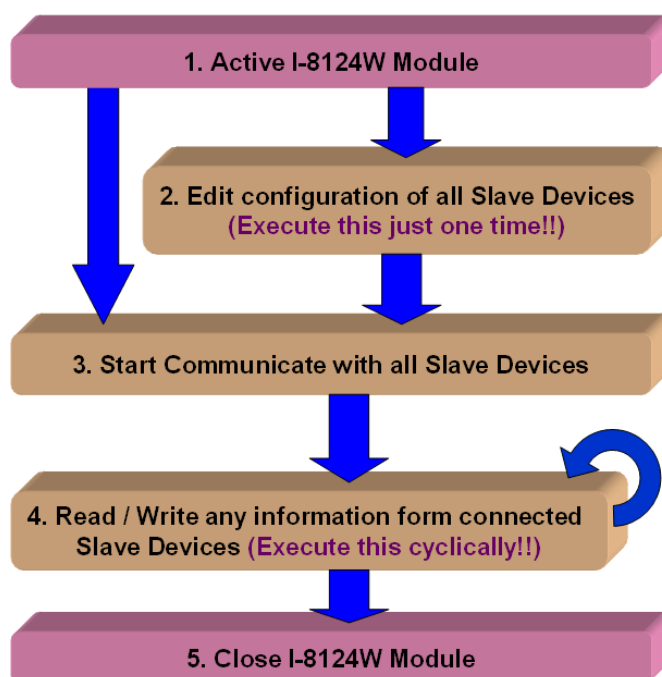 1. Active I-8124W Module
2. Edit configuration of all Slave Devices
(Execute this just one time!!)
3. Start Communicate with all Slave Devices
4. Read / Write any information form connected
Slave Devices (Execute this cyclically!!)
5. Close I-8124W Module